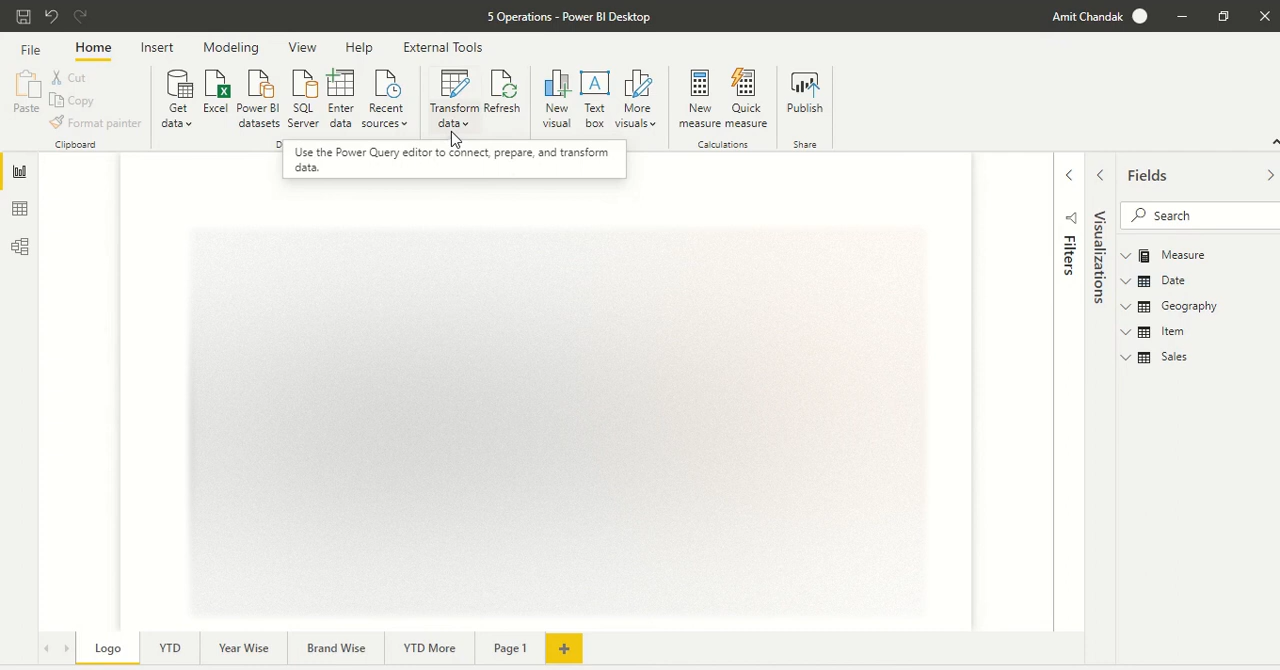 5 Operations - Power BI Desktop
Amit Chandak
File
Home
Insert
Modeling
View
Help
External Tools
Paste
Cut
Copy
Format painter
Clipboard
Get data
Excel
Power BI datasets
SQL Server
Enter data
Recent sources
D
Transform data
Refresh
New visual
Text box
More visuals
New measure
Quick measure
Calculations
Publish
Share
Use the Power Query editor to connect, prepare, and transform
data.
Filters
Visualizations
Fields
Search
Measure
Date
Geography
Item
Sales
Logo
YTD
Year Wise
Brand Wise
YTD More
Page 1